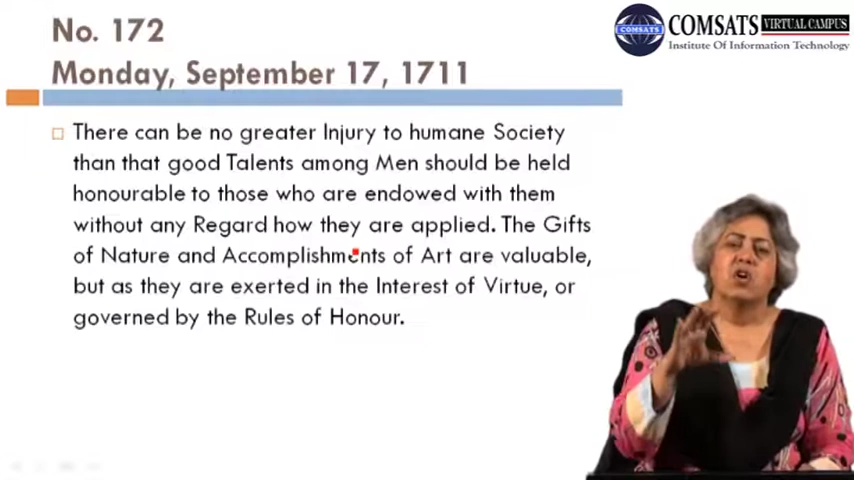 No. 172
Monday, September 17, 1711
COMSATS
COMSATS
VIRTUAL CAMPUS
Institute Of Information Technology
There can be no greater Injury to humane Society
than that good Talents among Men should be held
honourable to those who are endowed with them
without any Regard how they are applied. The Gifts
of Nature and Accomplishments of Art are valuable,
but as they are exerted in the Interest of Virtue, or
governed by the Rules of Honour.